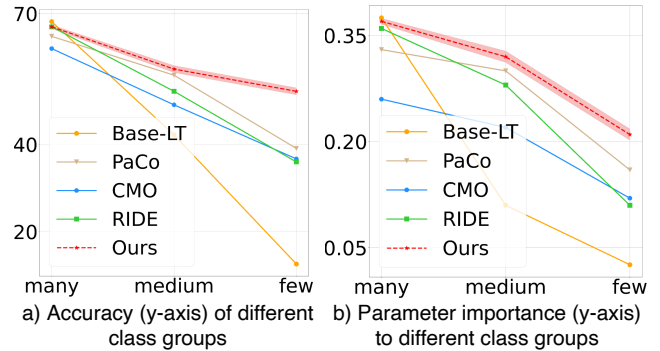 70
40
20
Base-LT
PaCo
CMO
RIDE
Ours
many
medium
few
a) Accuracy (y-axis) of different
class groups
0.35
0.20
0.05
Base-LT
PaCo
CMO
RIDE
Ours
many
medium
few
b) Parameter importance (y-axis)
to different class groups